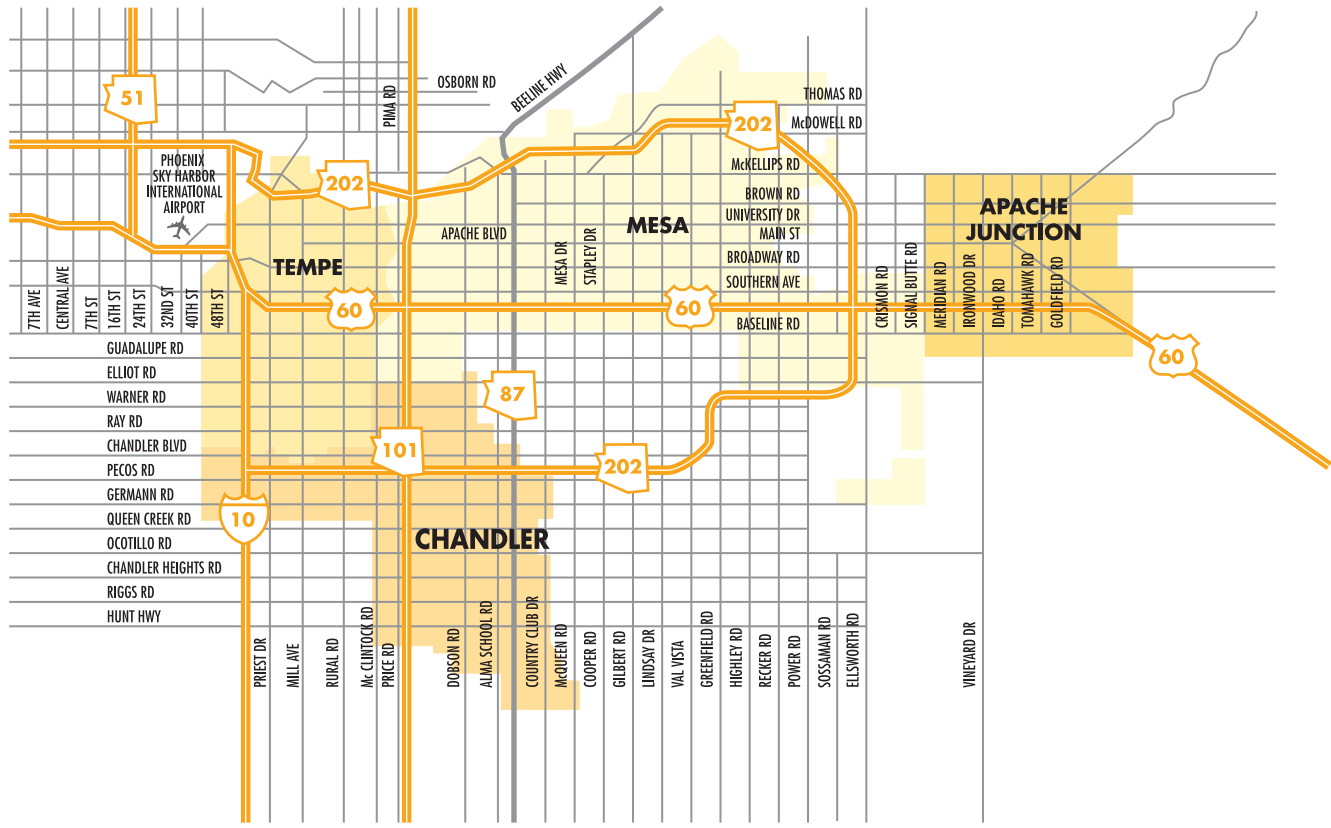 OSBORN RD
BEELINE HWY
THOMAS RD
51
PIMA RD
202
McDOWELL RD
PHOENIX
SKY HARBOR
INTERNATIONAL
AIRPORT
202
McKELLIPS RD
BROWN RD
UNIVERSITY DR
MAIN ST
APACHE BLVD
MESA
APACHE
JUNCTION
BROADWAY RD
TEMPE
MESA DR
STAPLEY DR
SOUTHERN AVE
7TH AVE
CENTRAL AVE
7TH ST
16TH ST
24TH ST
32ND ST
40TH ST
48TH ST
60
60
BASELINE RD
CRISMON RD
SIGNAL BUTTE RD
MERIDIAN RD
IRONWOOD DR
IDAHO RD
TOMAHAWK RD
GOLDFIELD RD
60
GUADALUPE RD
ELLIOT RD
WARNER RD
87
RAY RD
CHANDLER BLVD
101
PECOS RD
202
GERMANN RD
QUEEN CREEK RD
10
OCOTILLO RD
CHANDLER
CHANDLER HEIGHTS RD
RIGGS RD
HUNT HWY
PRIEST DR
MILL AVE
RURAL RD
Mc CLINTOCK RD
PRICE RD
DOBSON RD
ALMA SCHOOL RD
COUNTRY CLUB DR
McQUEEN RD
COOPER RD
GILBERT RD
LINDSAY DR
VAL VISTA
GREENFIELD RD
HIGHLEY RD
RECKER RD
POWER RD
SOSSAMAN RD
ELLSWORTH RD
VINEYARD DR